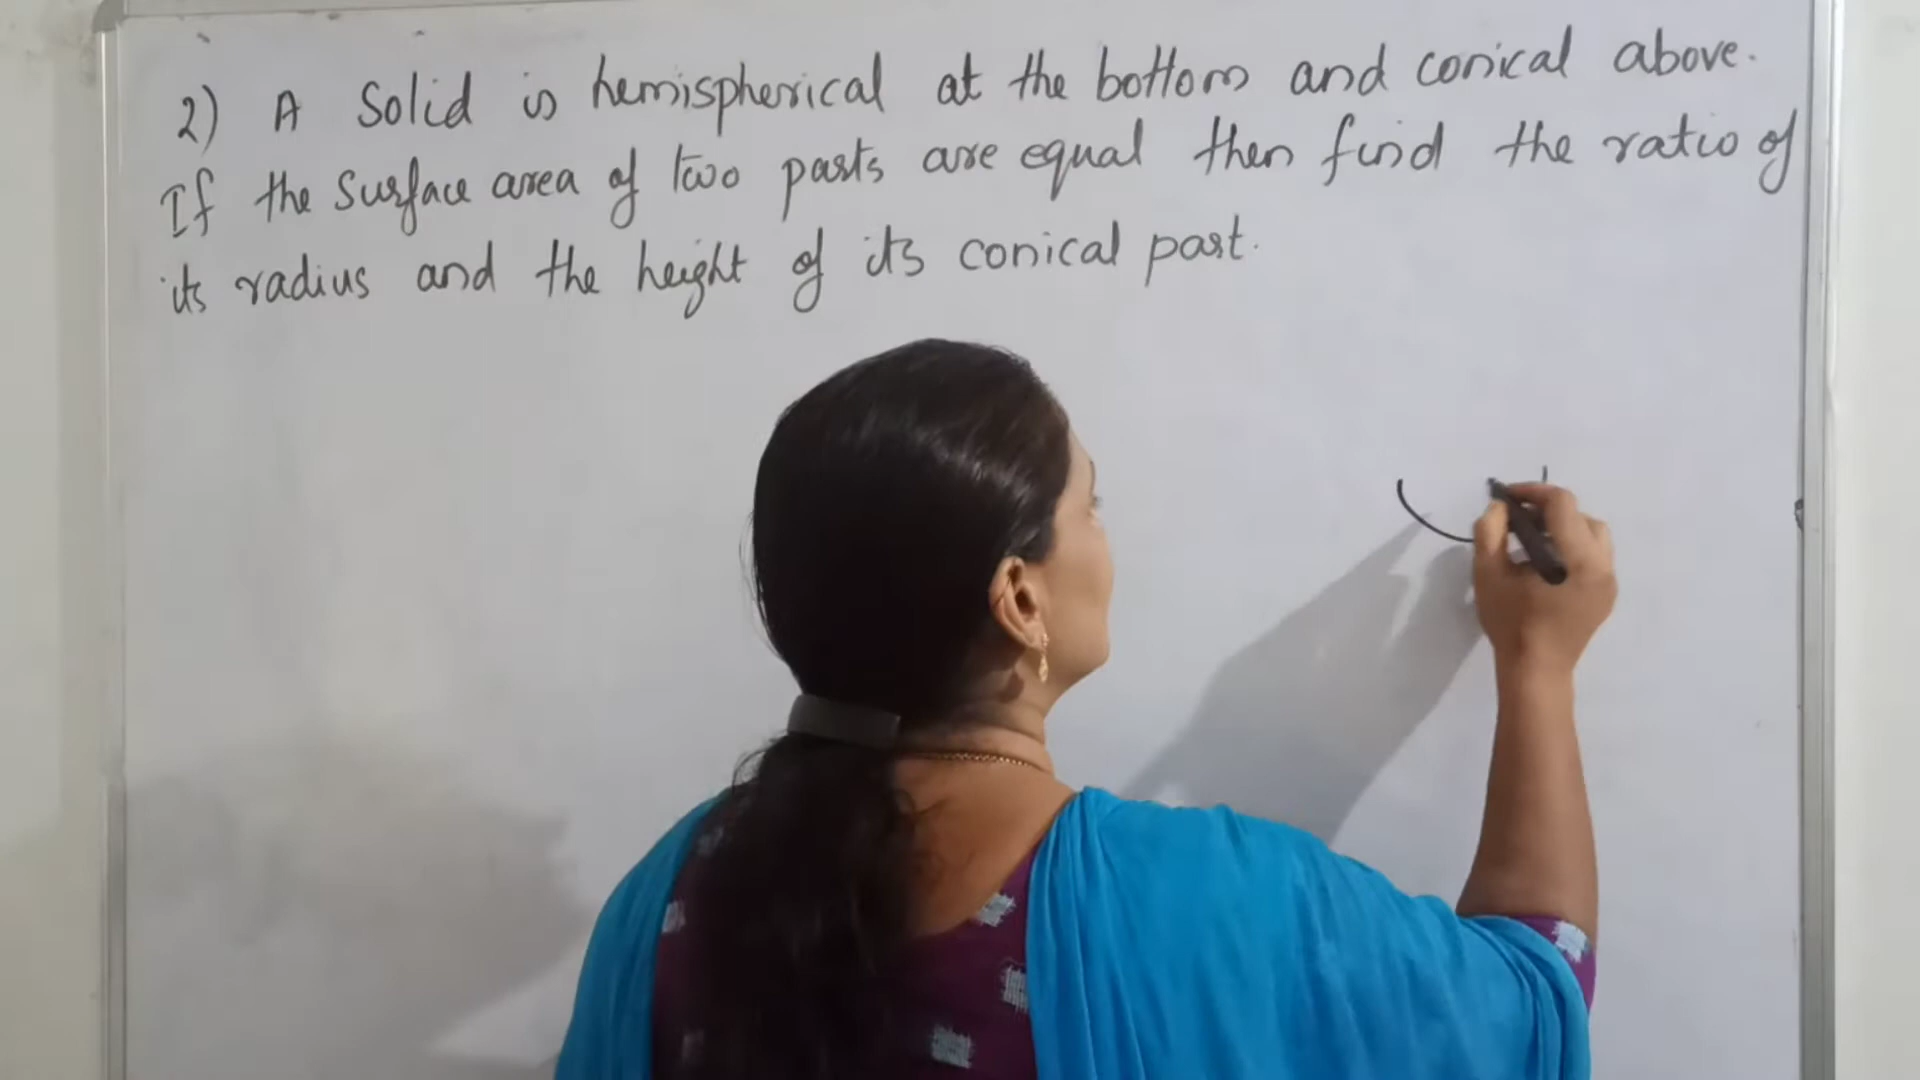 2) A Solid is hemispherical at the bottom and conical above.
If the Surface area of two parts are equal then find the ratio of
its radius and the height of its conical part.